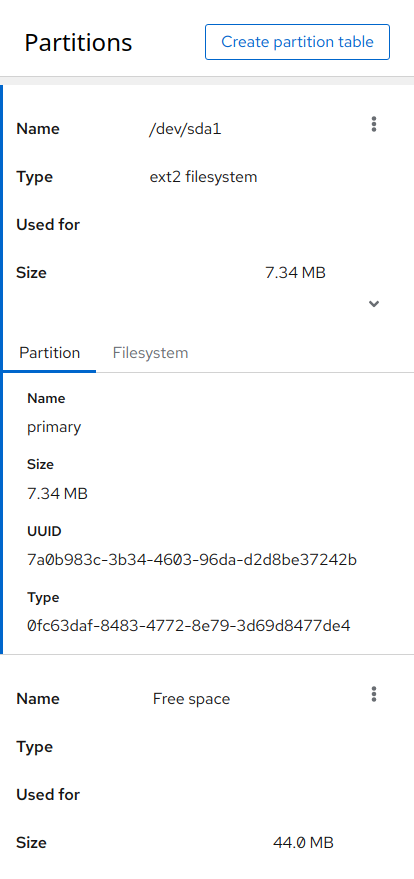 Partitions Create partition table
Name /dev/sda1
Type ext2 filesystem
Used for
Size 7.34 MB
Partition Filesystem
Name
primary
Size
7.34 MB
UUID
7a0b983c-3b34-4603-96da-d2d8be37242b
Type
0fc63daf-8483-4772-8e79-3d69d8477de4
Name Free space
Type
Used for
Size 44.0 MB